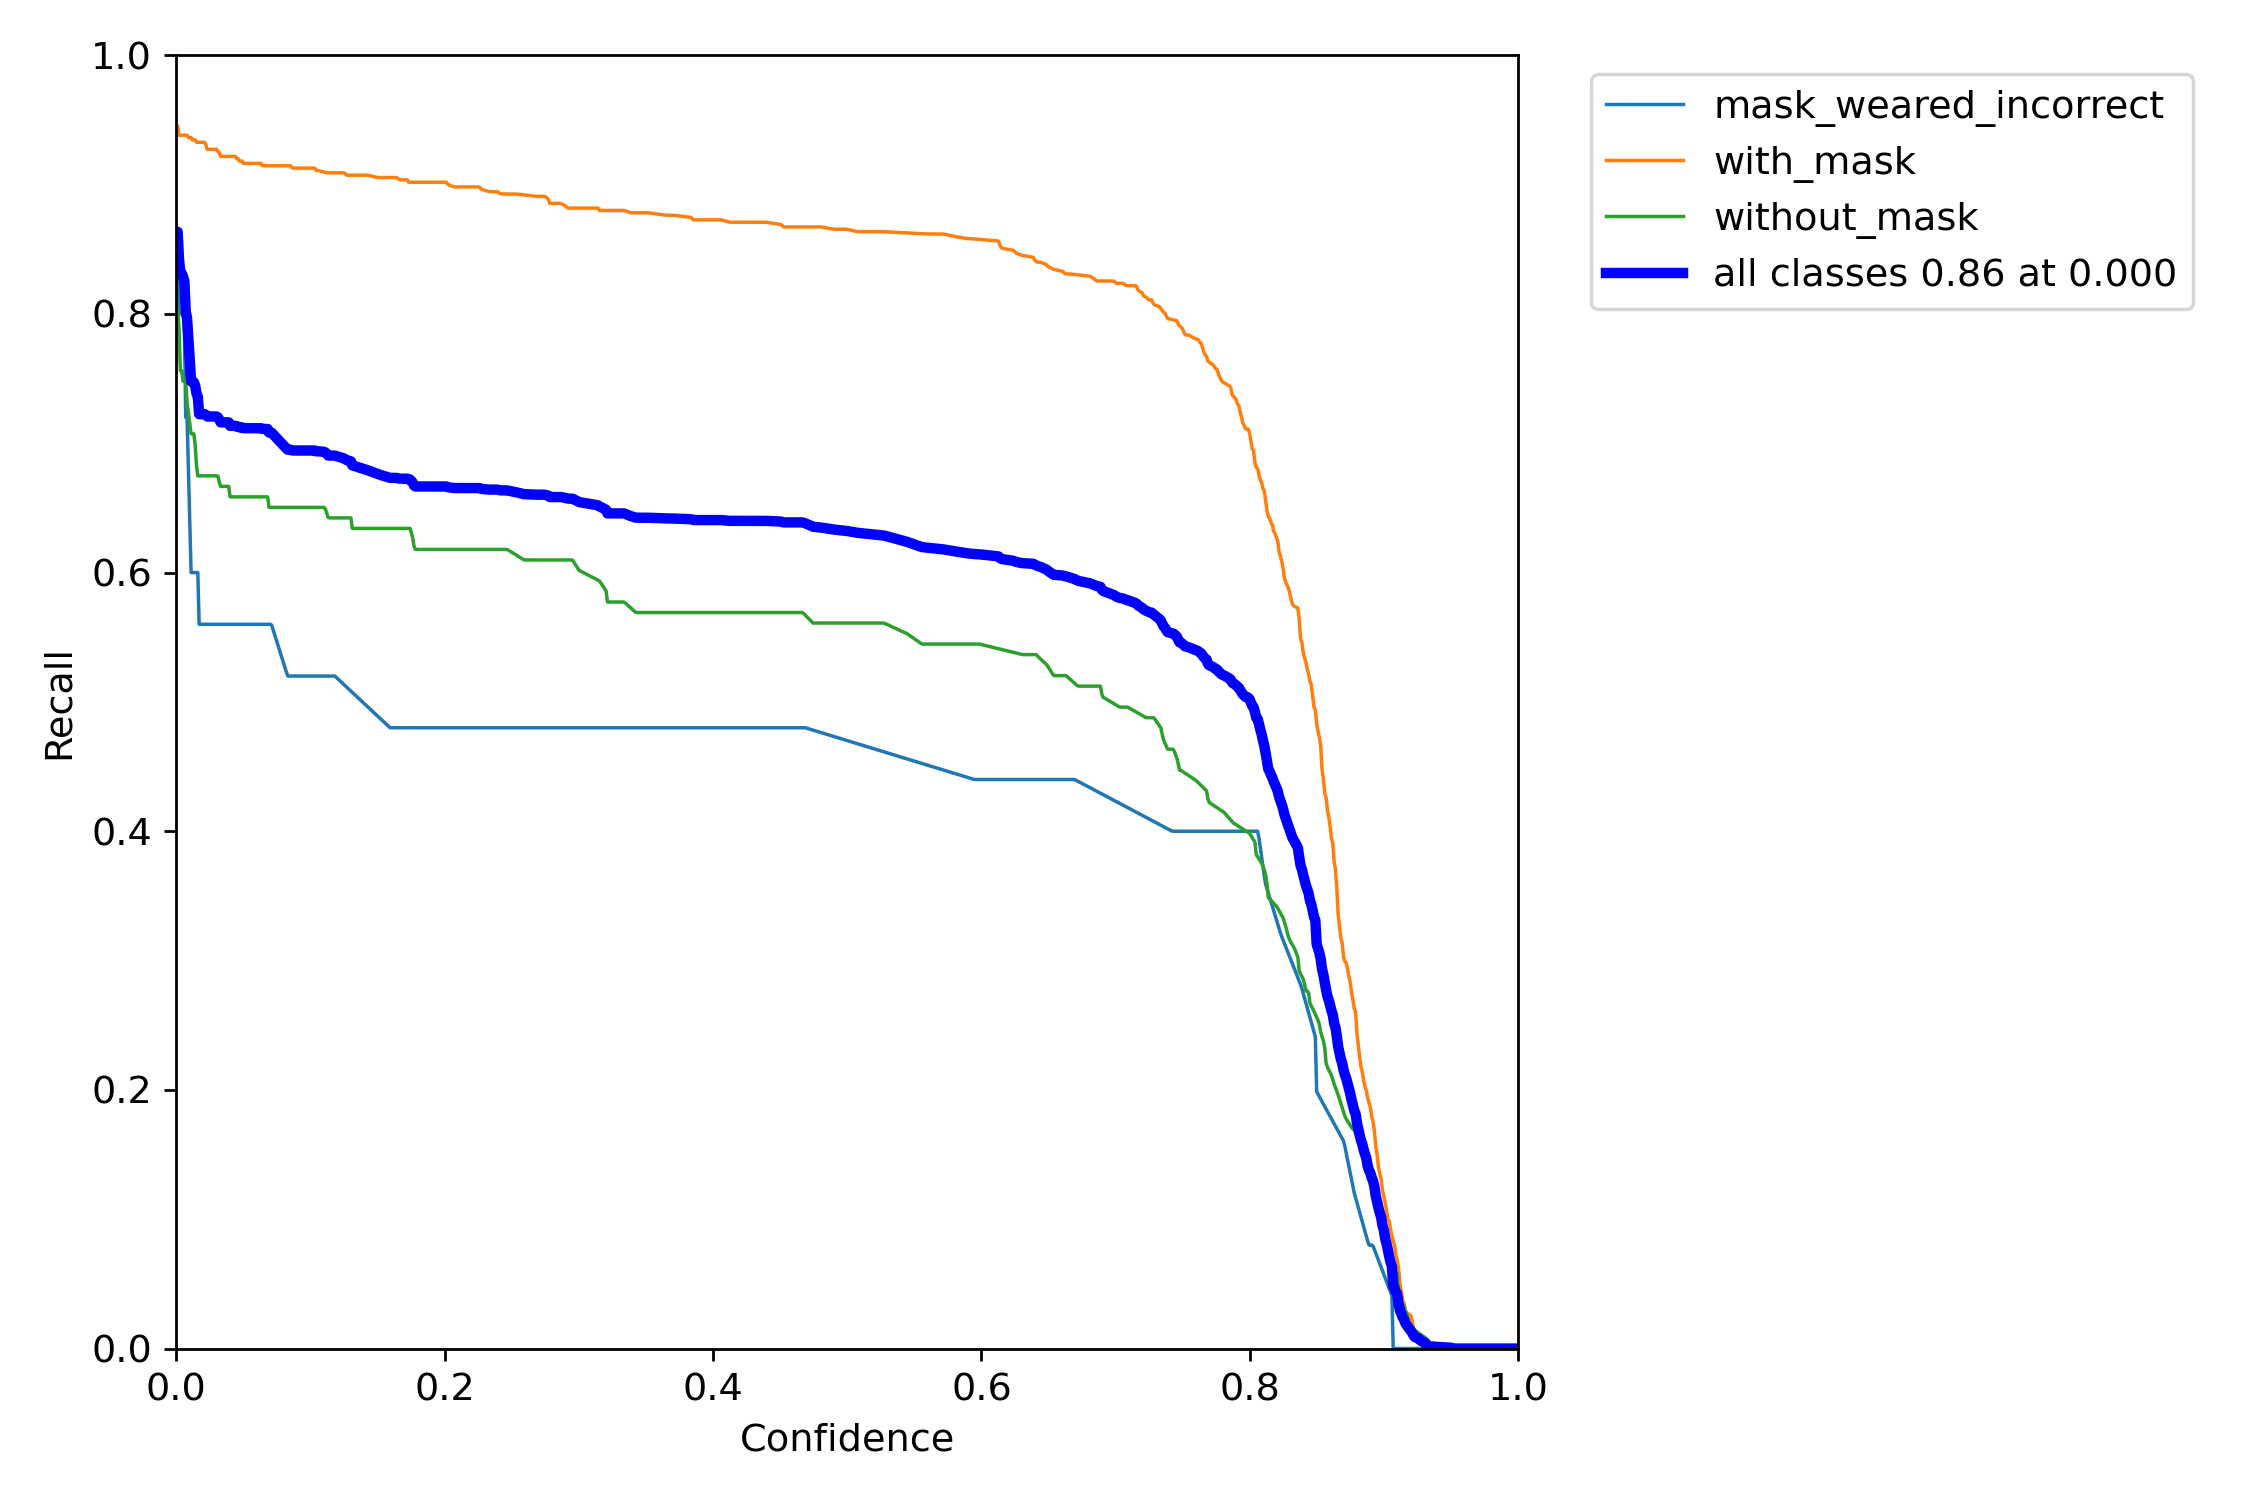 1.0
0.8
0.6
0.4
0.2
0.0
Recall
0.0 0.2 0.4 0.6 0.8 1.0
Confidence
mask_weared_incorrect
with_mask
without_mask
all classes 0.86 at 0.000